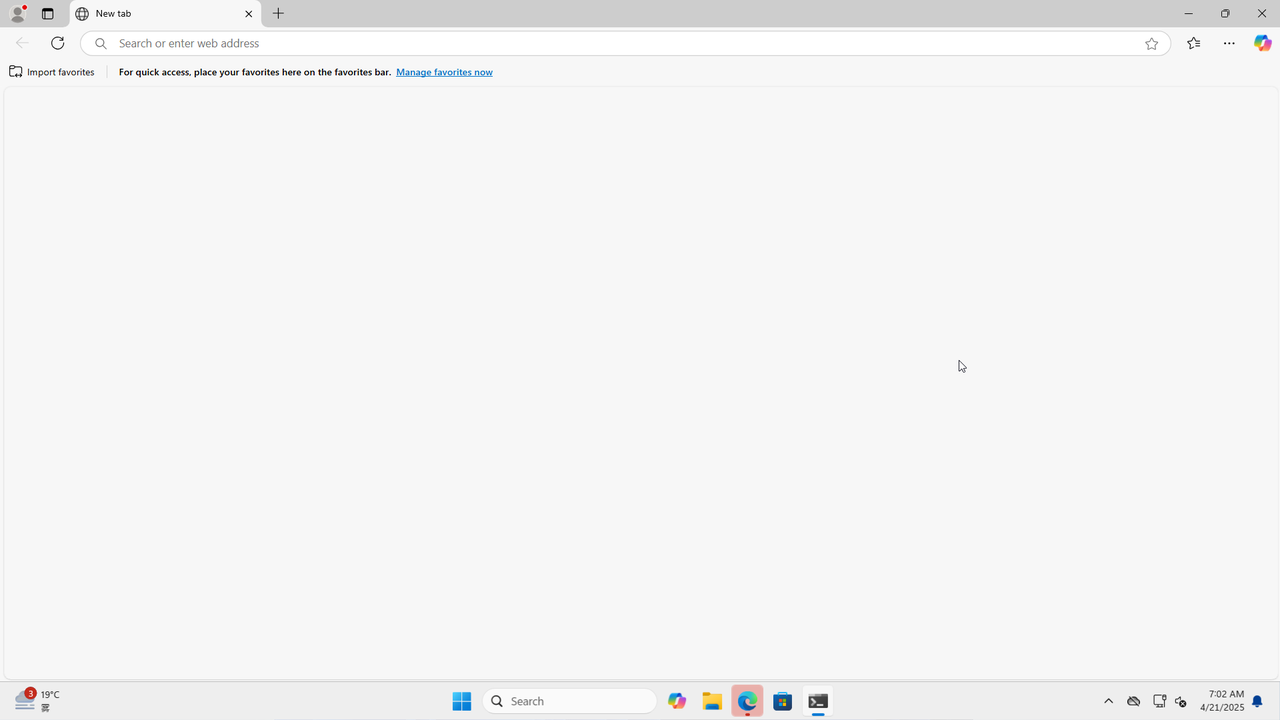 New tab
Search or enter web address
Import favorites
For quick access, place your favorites here on the favorites bar. Manage favorites now
3
19°C
雾
Search
7:02 AM
4/21/2025